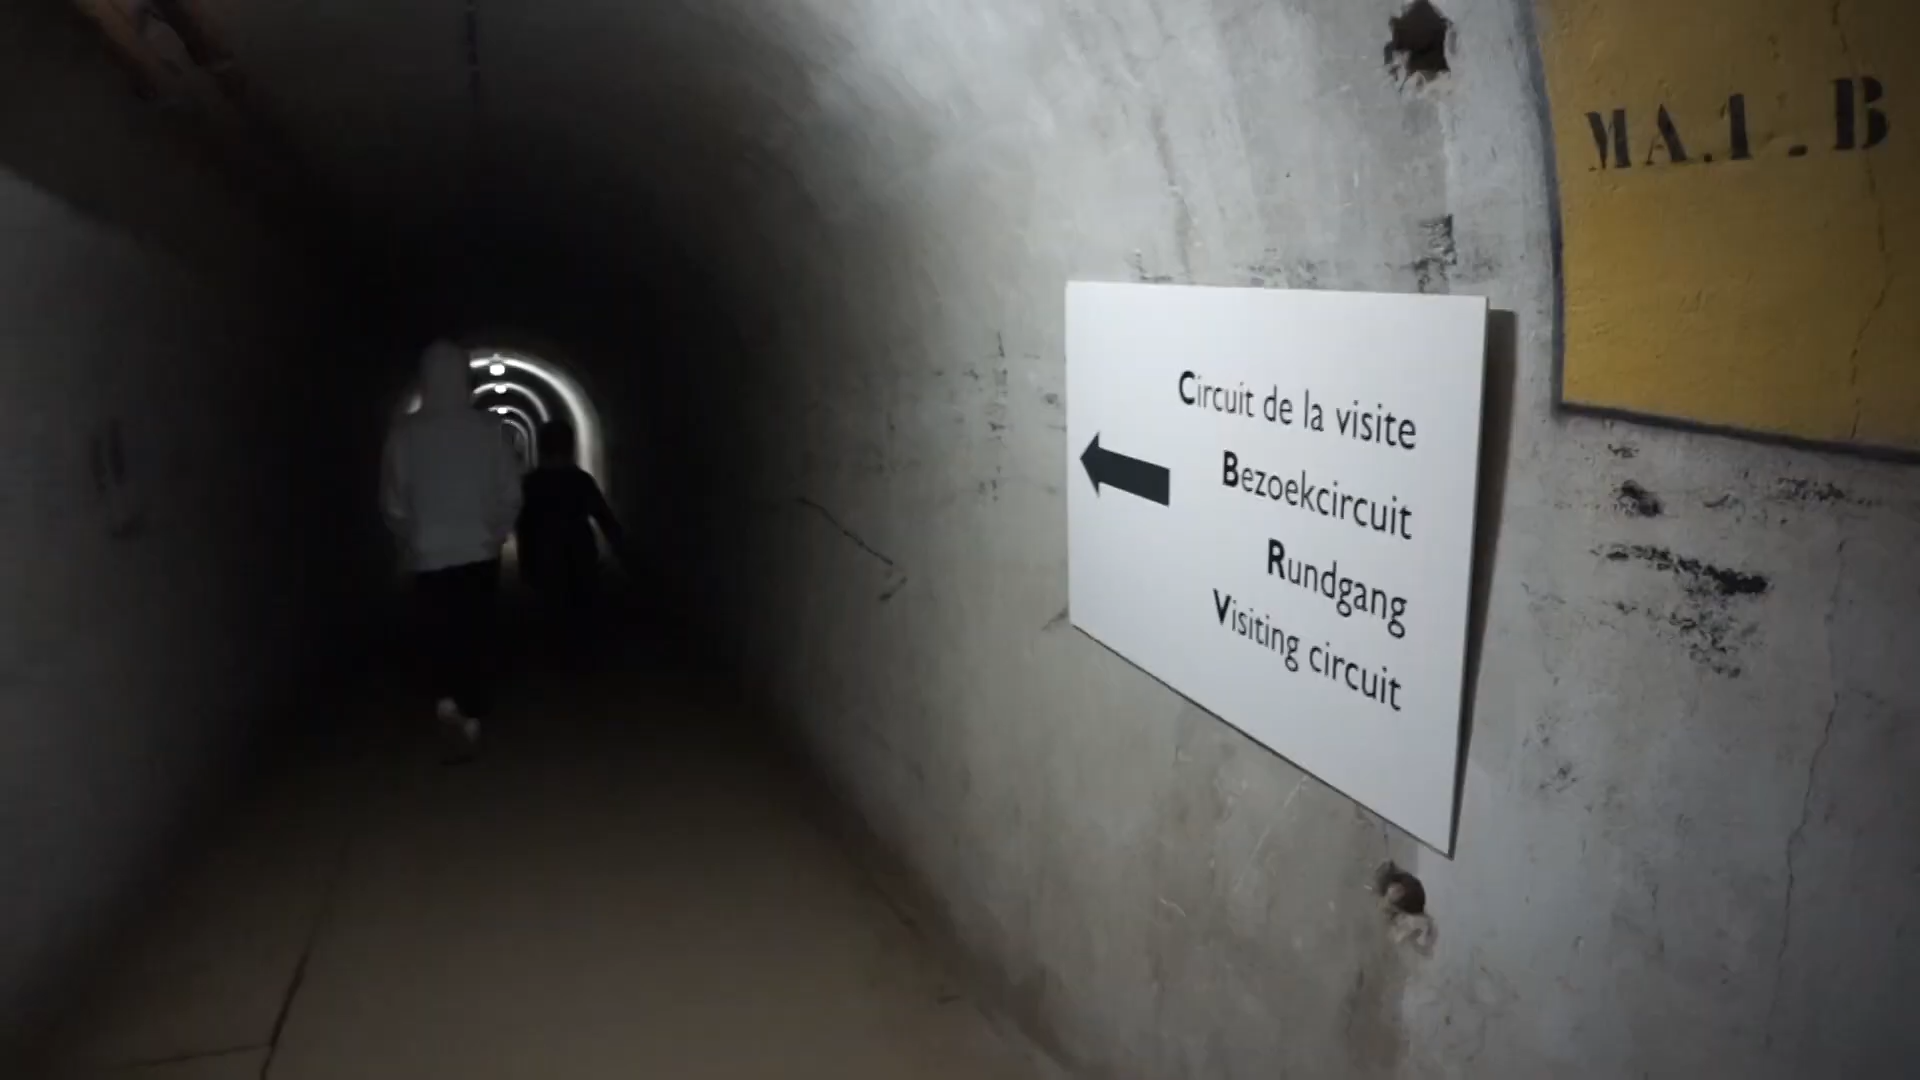 MA.1-B
Circuit de la visite
Bezoekcircuit
Rundgang
Visiting circuit